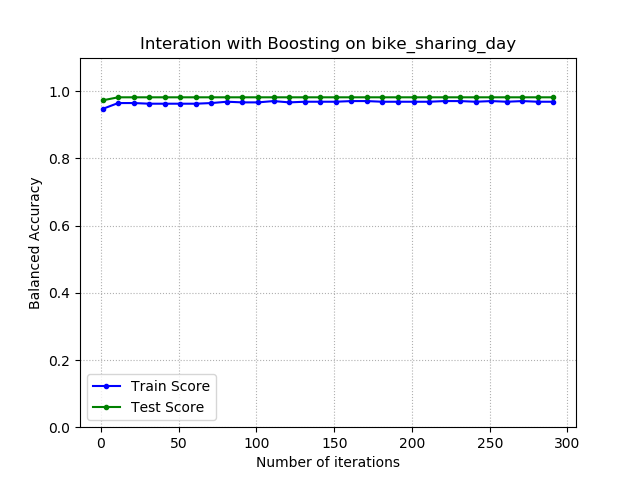 Interation with Boosting on bike_sharing_day
Balanced Accuracy
1.0
0.8
0.6
0.4
0.2
0.0
Train Score
Test Score
0 50 100 150 200 250 300
Number of iterations